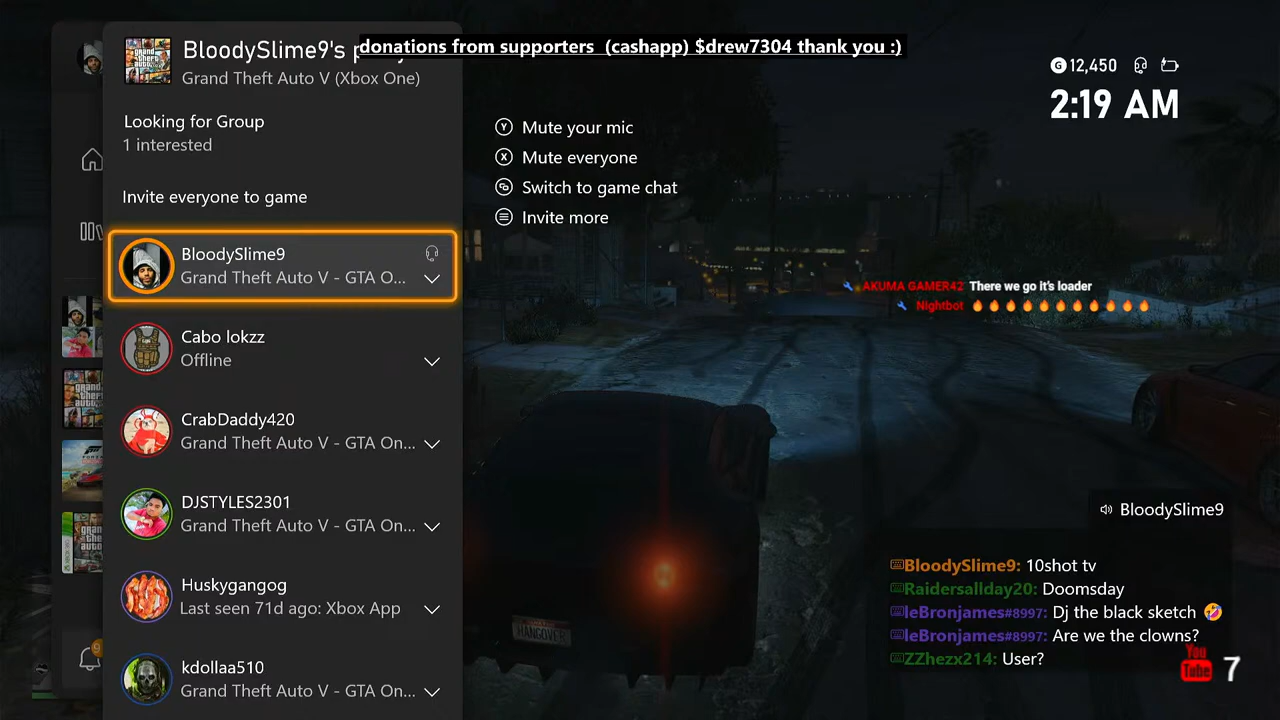 BloodySlime9's p
donations from supporters (cashapp) $drew7304 thank you :)
Grand Theft Auto V (Xbox One)
G 12,450
2:19 AM
Looking for Group
1 interested
Invite everyone to game
Y Mute your mic
X Mute everyone
Switch to game chat
Invite more
BloodySlime9
Grand Theft Auto V - GTA O...
Cabo lokzz
Offline
CrabDaddy420
Grand Theft Auto V - GTA On...
DJSTYLES2301
Grand Theft Auto V - GTA On...
Huskygangog
Last seen 71d ago: Xbox App
kdollaa510
Grand Theft Auto V - GTA On...
9
AKUMA GAMER42 There we go it's loader
Nightbot 🔥🔥🔥🔥🔥🔥🔥🔥🔥🔥🔥
HANGOVER
BloodySlime9
BloodySlime9: 10shot tv
Raidersallday20: Doomsday
leBronjames#8997: Dj the black sketch 🤣
leBronjames#8997: Are we the clowns?
ZZhezx214: User?
You Tube 7